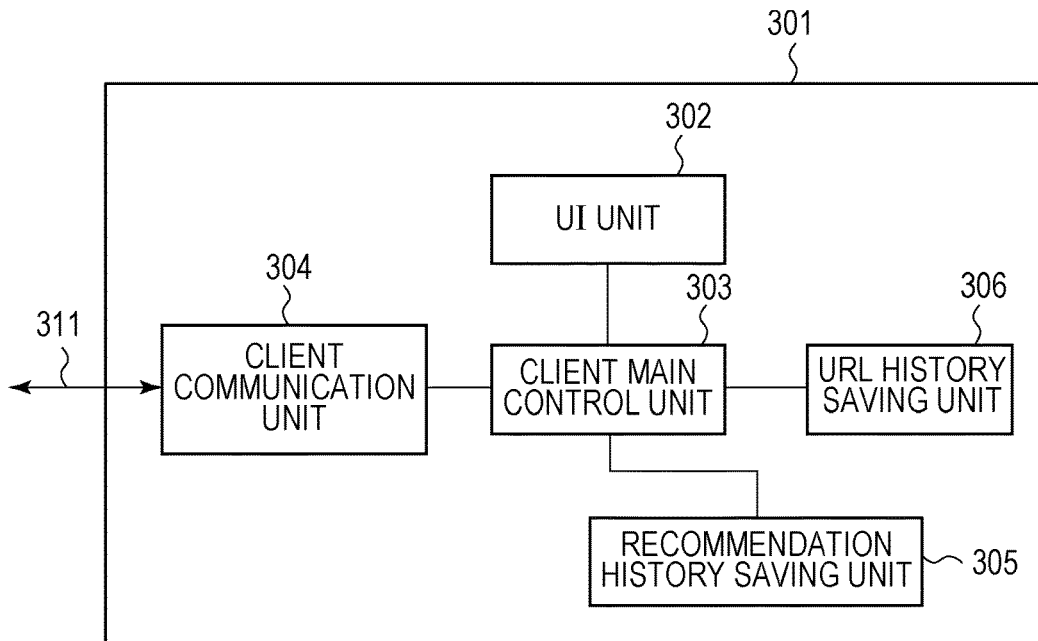 301
302
UI UNIT
304
303
306
311
CLIENT
COMMUNICATION
UNIT
CLIENT MAIN
CONTROL UNIT
URL HISTORY
SAVING UNIT
RECOMMENDATION
HISTORY SAVING UNIT
305